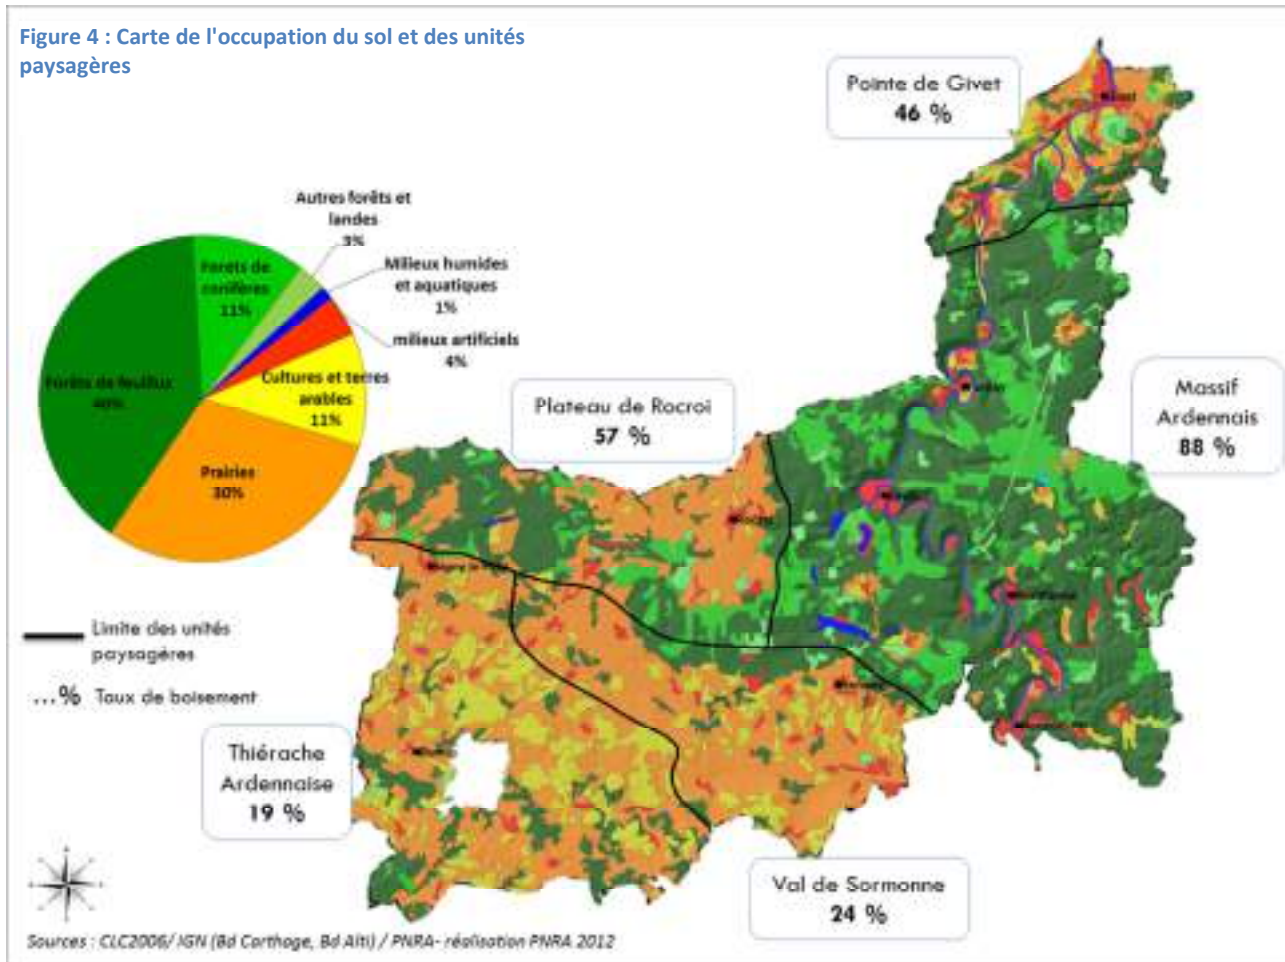 Figure 4 : Carte de l'occupation du sol et des unités
paysagères
Pointe de Givet
46 %
Autres forêts et
landes
3%
Forêts de
conifères
11%
Milieux humides
et aquatiques
1%
milieux artificiels
4%
Forêts de feuillus
40%
Cultures et terres
arables
11%
Prairies
30%
Plateau de Rocroi
57 %
Massif
Ardennais
88 %
Limite des unités
paysagères
...% Taux de boisement
Thiérache
Ardennaise
19 %
Val de Sormonne
24 %
Sources : CLC2006/ IGN (Bd Carthage, Bd Alti) / PNRA- réalisation PNRA 2012